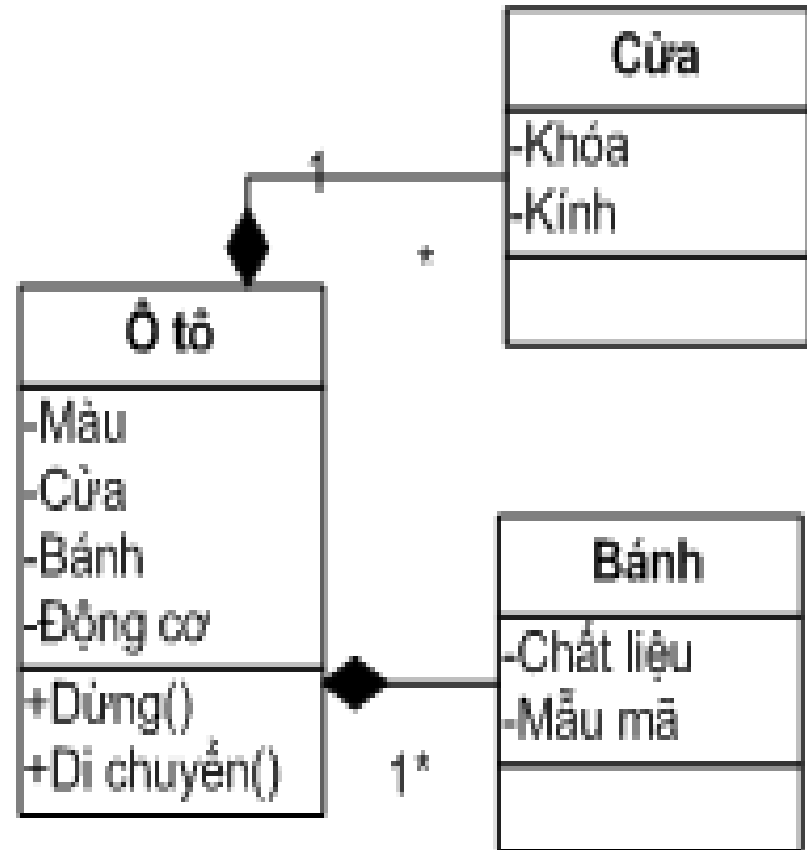 Cửa
-Khóa
-Kính
1
*
Ô tô
-Màu
-Cửa
-Bánh
-Động cơ
+Dừng()
+Di chuyển()
1*
Bánh
-Chất liệu
-Mẫu mã